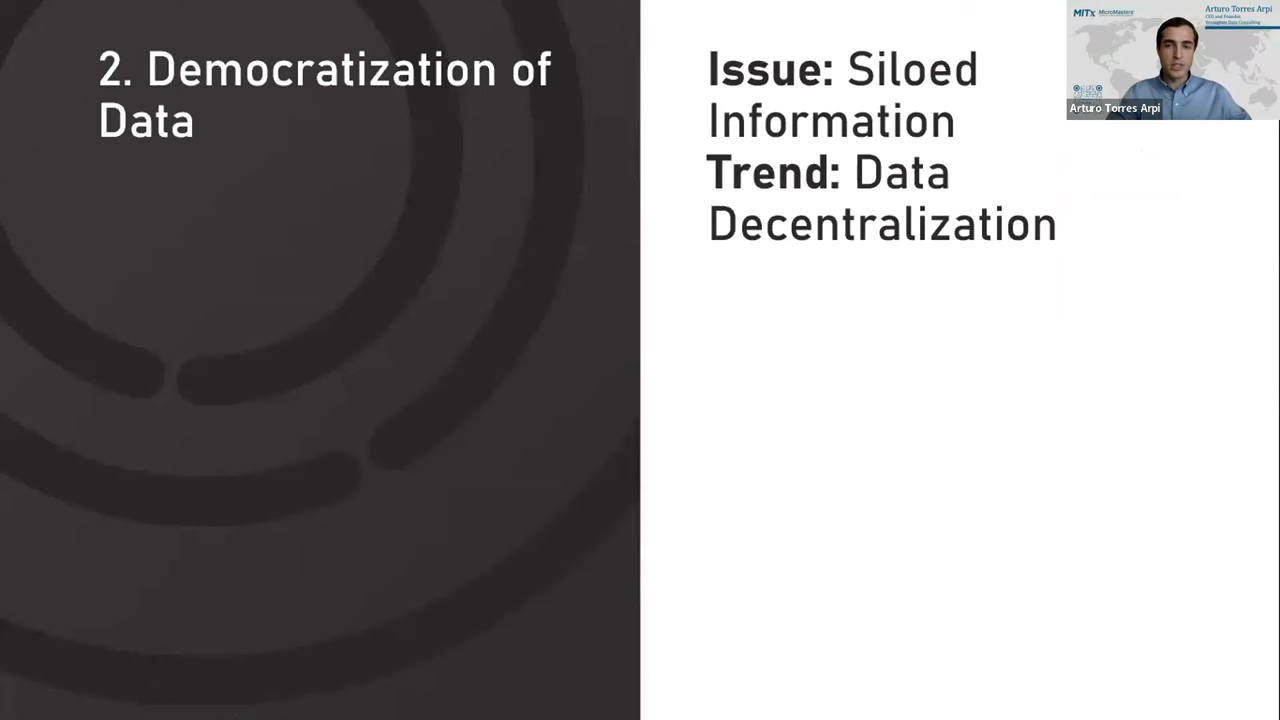 2. Democratization of
Data
Issue: Siloed
Information
Trend: Data
Decentralization
MITx MicroMasters
Arturo Torres Arpi
CEO and Founder,
Arturo Torres Arpi